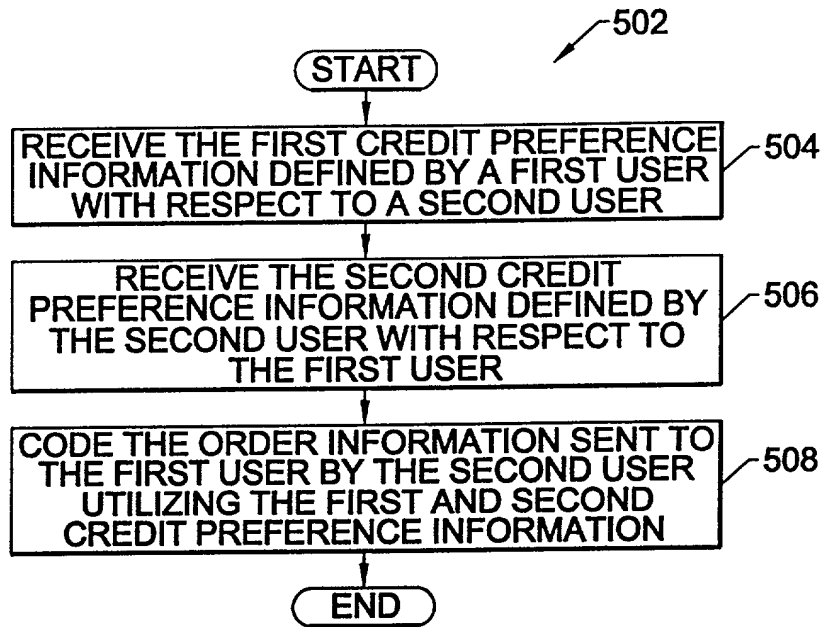 502
START
RECEIVE THE FIRST CREDIT PREFERENCE
INFORMATION DEFINED BY A FIRST USER
WITH RESPECT TO A SECOND USER
504
RECEIVE THE SECOND CREDIT
PREFERENCE INFORMATION DEFINED BY
THE SECOND USER WITH RESPECT TO
THE FIRST USER
506
CODE THE ORDER INFORMATION SENT TO
THE FIRST USER BY THE SECOND USER
UTILIZING THE FIRST AND SECOND
CREDIT PREFERENCE INFORMATION
508
END